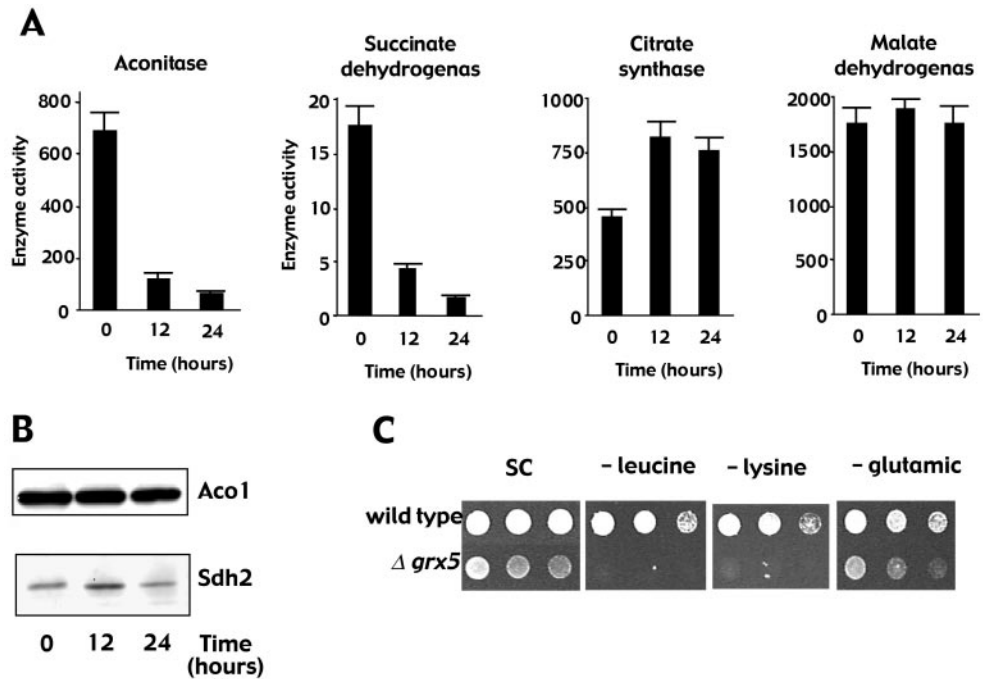 A
Aconitase
Enzyme activity
800
600
400
200
0
0 12 24
Time (hours)
Succinate
dehydrogenas
Enzyme activity
20
15
10
5
0
0 12 24
Time (hours)
Citrate
synthase
1000
750
500
250
0
0 12 24
Time (hours)
Malate
dehydrogenas
2000
1500
1000
500
0
0 12 24
Time (hours)
B
Aco1
Sdh2
0 12 24 Time
(hours)
C
SC - leucine - lysine - glutamic
wild type
Δ grx5